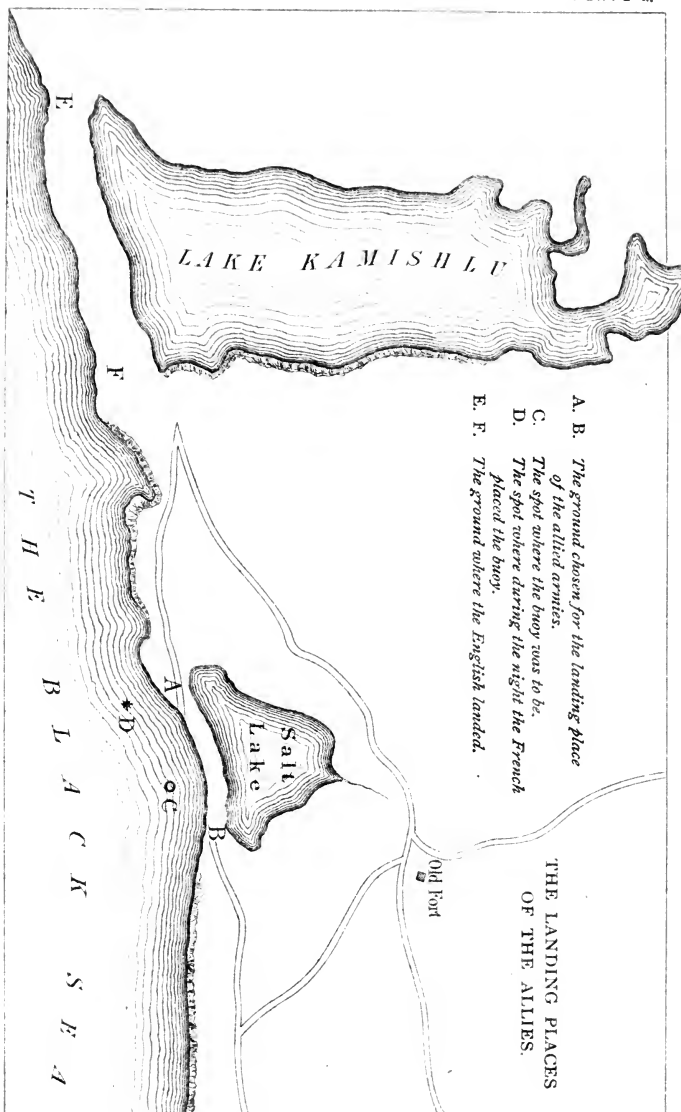 THE LANDING PLACES
OF THE ALLIES.
A. B. The ground chosen for the landing place
of the allied armies.
C. The spot where the buoy was to be.
D. The spot where during the night the French
placed the buoy.
E. F. The ground where the English landed.
LAKE KAMISHLU
E
F
A
Salt
Lake
B
Old Fort
D
C
THE BLACK SEA